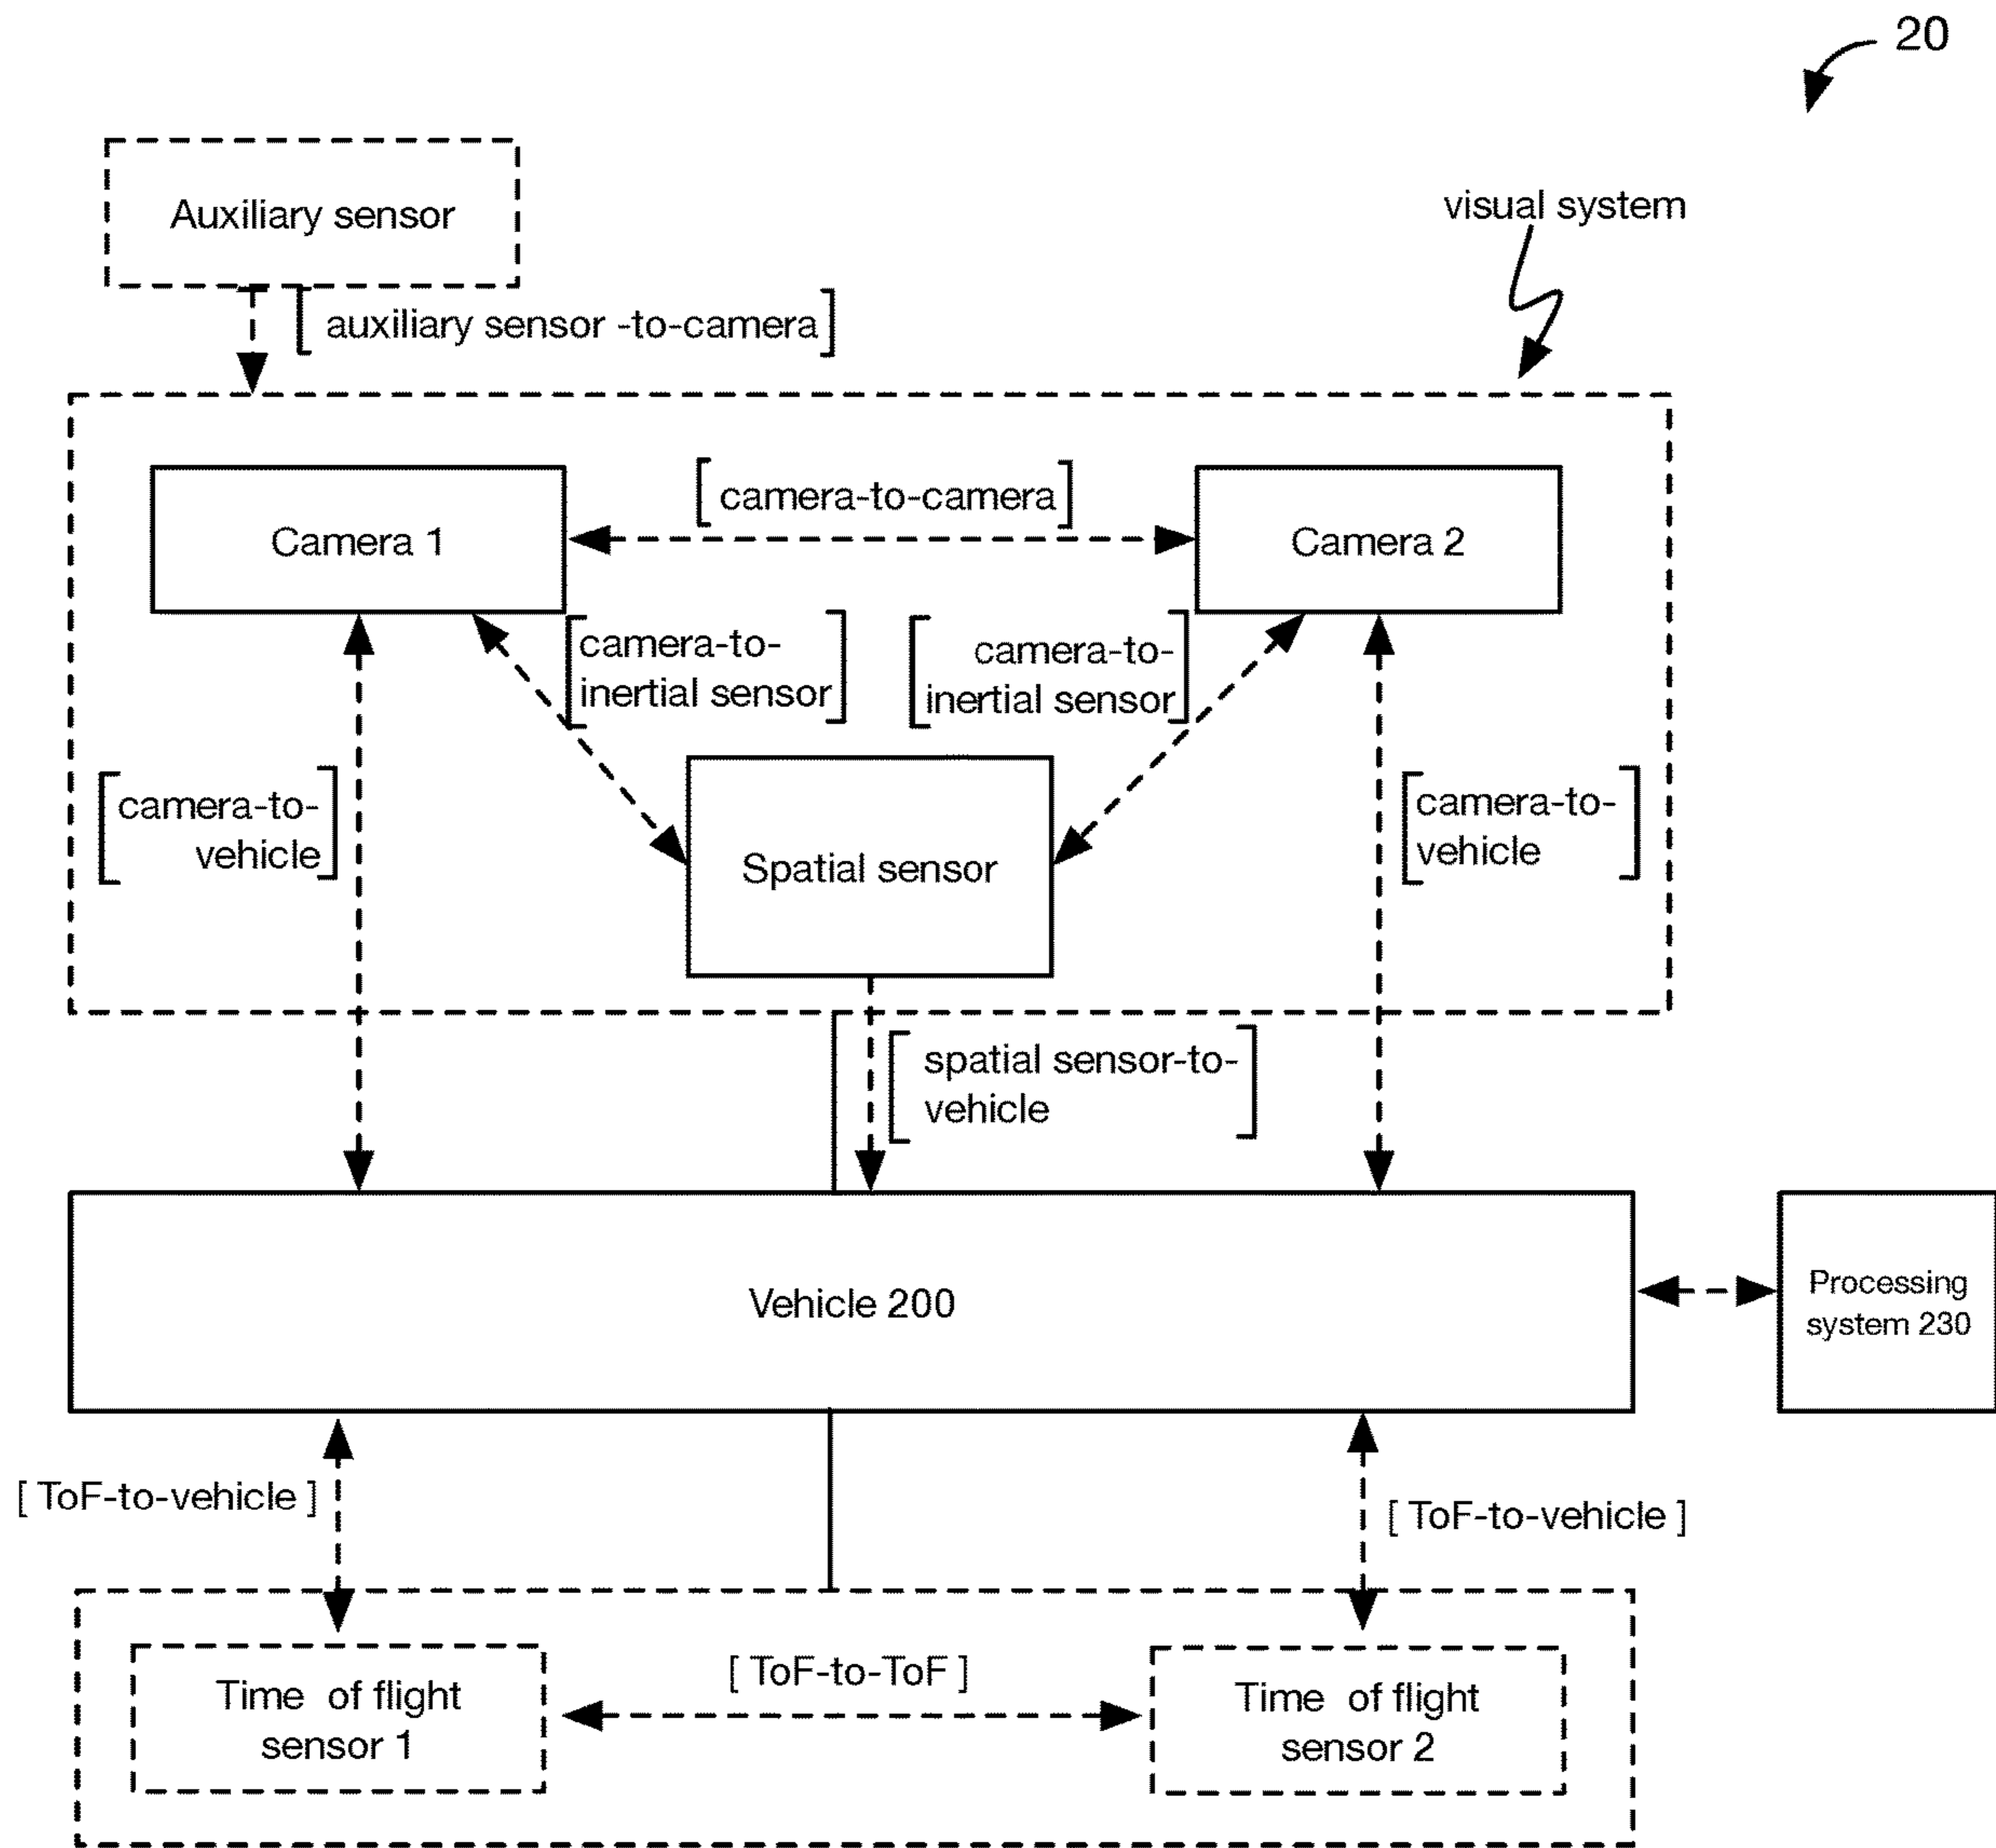 20
Auxiliary sensor
visual system
[ auxiliary sensor -to-camera ]
[ camera-to-camera ]
Camera 1
Camera 2
[ camera-to-
inertial sensor ]
[ camera-to-
inertial sensor ]
[ camera-to-
vehicle ]
[ camera-to-
vehicle ]
Spatial sensor
[ spatial sensor-to-
vehicle ]
Vehicle 200
Processing
system 230
[ ToF-to-vehicle ]
[ ToF-to-vehicle ]
[ ToF-to-ToF ]
Time of flight
sensor 1
Time of flight
sensor 2